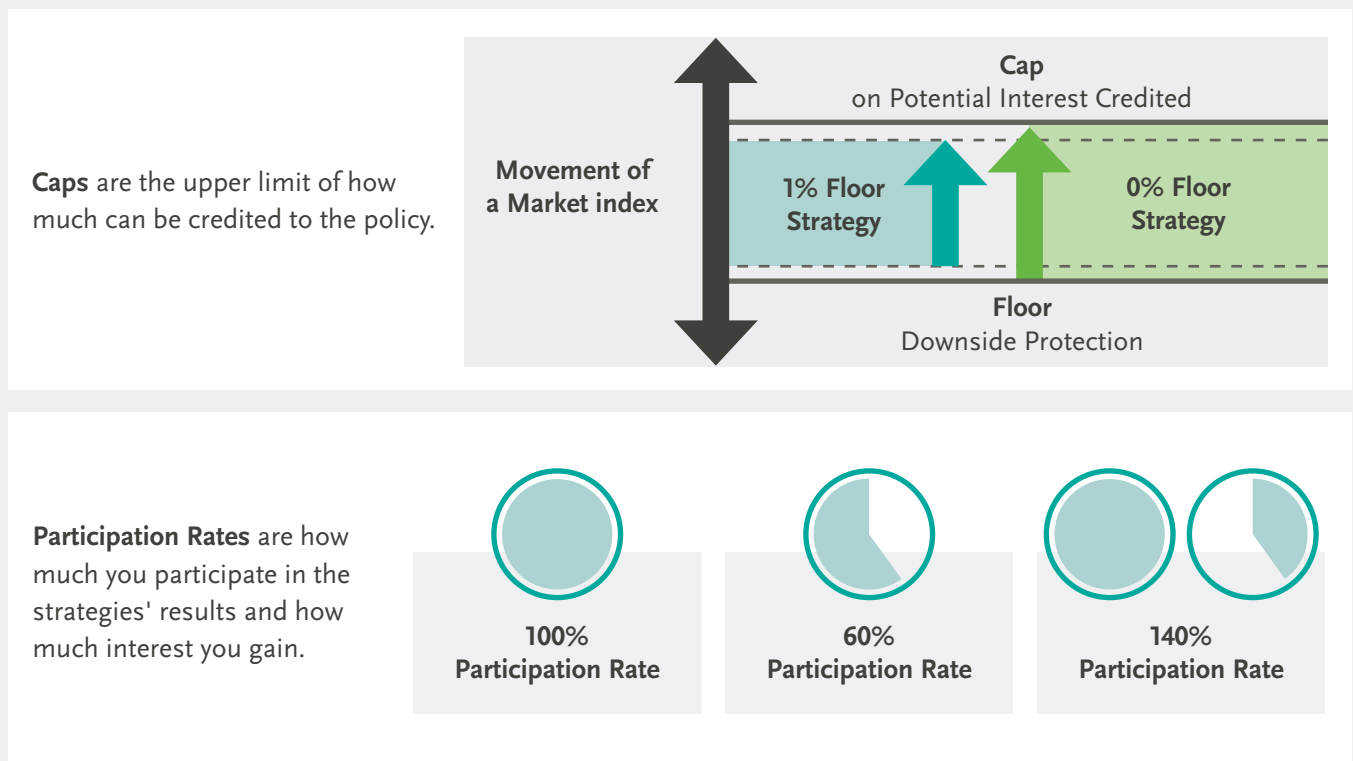 Caps are the upper limit of how
much can be credited to the policy.
Movement of
a Market index
Cap
on Potential Interest Credited
1% Floor
Strategy
0% Floor
Strategy
Floor
Downside Protection
Participation Rates are how
much you participate in the
strategies' results and how
much interest you gain.
100%
Participation Rate
60%
Participation Rate
140%
Participation Rate